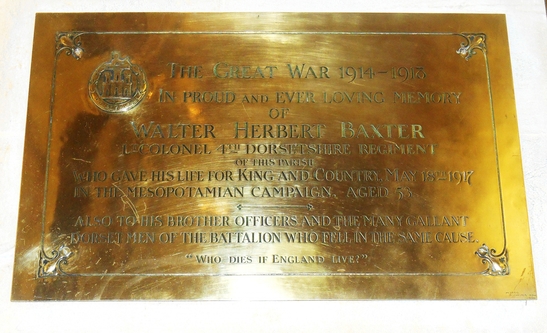 THE GREAT WAR 1914-1918
IN PROUD AND EVER LOVING MEMORY
OF
WALTER HERBERT BAXTER
LT COLONEL 4TH DORSETSHIRE REGIMENT
OF THIS PARISH
WHO GAVE HIS LIFE FOR KING AND COUNTRY, MAY 18TH 1917
IN THE MESOPOTAMIAN CAMPAIGN, AGED 53.
ALSO TO HIS BROTHER OFFICERS AND THE MANY GALLANT
DORSET MEN OF THE BATTALION WHO FELL IN THE SAME CAUSE.
"WHO DIES IF ENGLAND LIVE?"